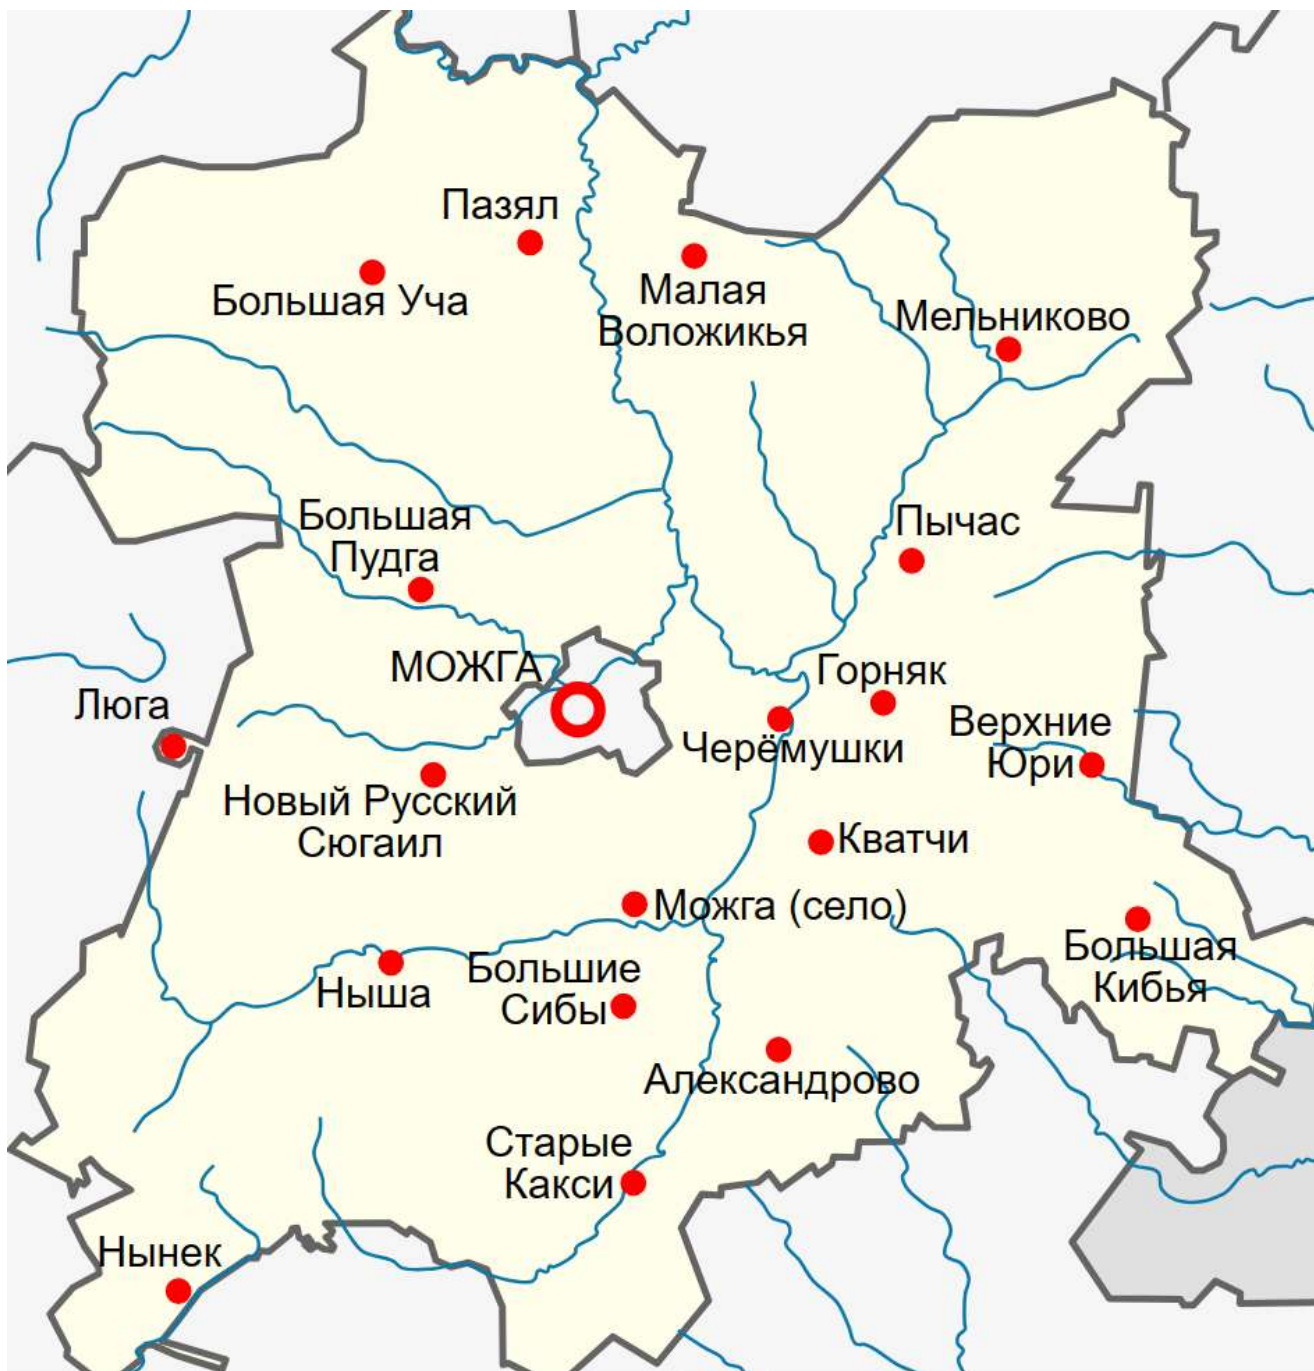 Пазял
Большая Уча
Малая
Воложикья
Мельниково
Большая
Пудга
Пычас
МОЖГА
Горняк
Люга
Черёмушки
Верхние
Юри
Новый Русский
Сюгаил
Кватчи
Можга (село)
Большая
Кибья
Ныша
Большие
Сибы
Александрово
Старые
Какси
Нынек